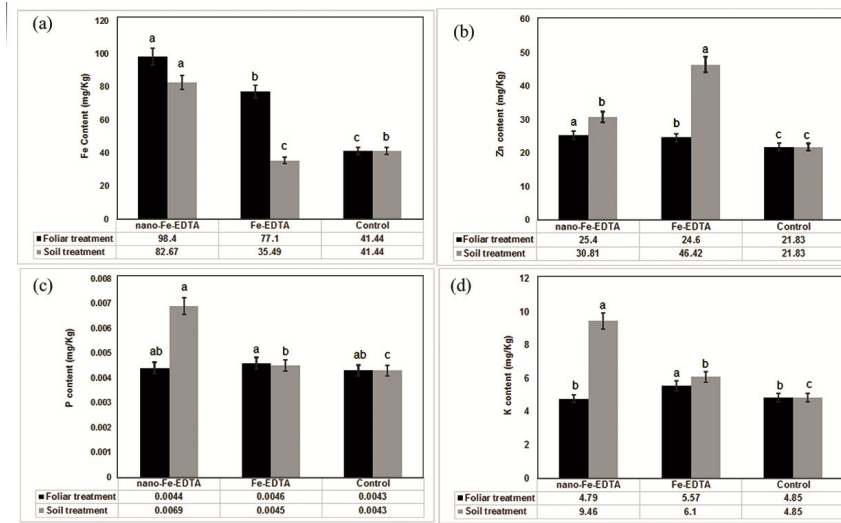 (a)
120
100
80
60
40
20
0
Fe Content (mg/Kg)
a
a
b
c
c b
nano-Fe-EDTA Fe-EDTA Control
Foliar treatment 98.4 77.1 41.44
Soil treatment 82.67 35.49 41.44
(b)
60
50
40
30
20
10
0
Zn content (mg/Kg)
a
b
b
a
c c
nano-Fe-EDTA Fe-EDTA Control
Foliar treatment 25.4 24.6 21.83
Soil treatment 30.81 46.42 21.83
(c)
0.008
0.007
0.006
0.005
0.004
0.003
0.002
0.001
0
P content (mg/Kg)
ab
a
a
b
ab
c
nano-Fe-EDTA Fe-EDTA Control
Foliar treatment 0.0044 0.0046 0.0043
Soil treatment 0.0069 0.0045 0.0043
(d)
12
10
8
6
4
2
0
K content (mg/Kg)
b
a
a
b
b
c
nano-Fe-EDTA Fe-EDTA Control
Foliar treatment 4.79 5.57 4.85
Soil treatment 9.46 6.1 4.85